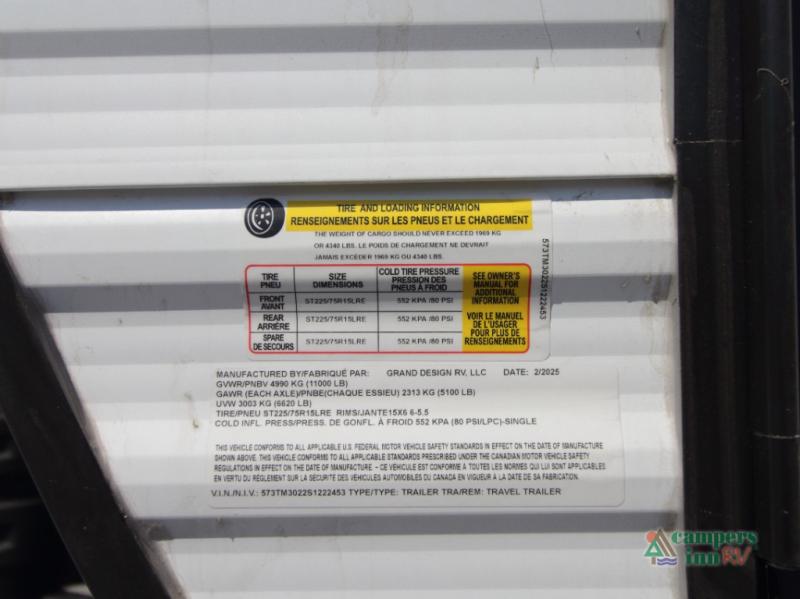 TIRE AND LOADING INFORMATION
RENSEIGNEMENTS SUR LES PNEUS ET LE CHARGEMENT
THE WEIGHT OF CARGO SHOULD NEVER EXCEED 1969 KG
OR 4340 LBS. LE POIDS DE CHARGEMENT NE DEVRAIT
JAMAIS EXCÉDER 1969 KG OU 4340 LBS.
TIRE PNEU
SIZE DIMENSIONS
COLD TIRE PRESSURE
PRESSION DES
PNEUS À FROID
FRONT AVANT
ST225/75R15LRE
552 KPA /80 PSI
REAR ARRIÈRE
ST225/75R15LRE
552 KPA /80 PSI
SPARE DE SECOURS
ST225/75R15LRE
552 KPA /80 PSI
SEE OWNER'S
MANUAL FOR
ADDITIONAL
INFORMATION
VOIR LE MANUEL
DE L'USAGER
POUR PLUS DE
RENSEIGNEMENTS
573TM3022S1222453
MANUFACTURED BY/FABRIQUÉ PAR: GRAND DESIGN RV, LLC DATE: 2/2025
GVWR/PNBV 4990 KG (11000 LB)
GAWR (EACH AXLE)/PNBE(CHAQUE ESSIEU) 2313 KG (5100 LB)
UVW 3003 KG (6620 LB)
TIRE/PNEU ST225/75R15LRE RIMS/JANTE15X6 6-5.5
COLD INFL. PRESS/PRESS. DE GONFL. À FROID 552 KPA (80 PSI/LPC)-SINGLE
THIS VEHICLE CONFORMS TO ALL APPLICABLE U.S. FEDERAL MOTOR VEHICLE SAFETY STANDARDS IN EFFECT ON THE DATE OF MANUFACTURE
SHOWN ABOVE. THIS VEHICLE CONFORMS TO ALL APPLICABLE STANDARDS PRESCRIBED UNDER THE CANADIAN MOTOR VEHICLE SAFETY
REGULATIONS IN EFFECT ON THE DATE OF MANUFACTURE - CE VÉHICULE EST CONFORME À TOUTES LES NORMES QUI LUI SONT APPLICABLES
EN VERTU DU RÈGLEMENT SUR LA SÉCURITÉ DES VÉHICULES AUTOMOBILES DU CANADA EN VIGUEUR À LA DATE DE SA FABRICATION.
V.I.N./N.I.V.: 573TM3022S1222453 TYPE/TYPE: TRAILER TRA/REM: TRAVEL TRAILER
campers
inn RV